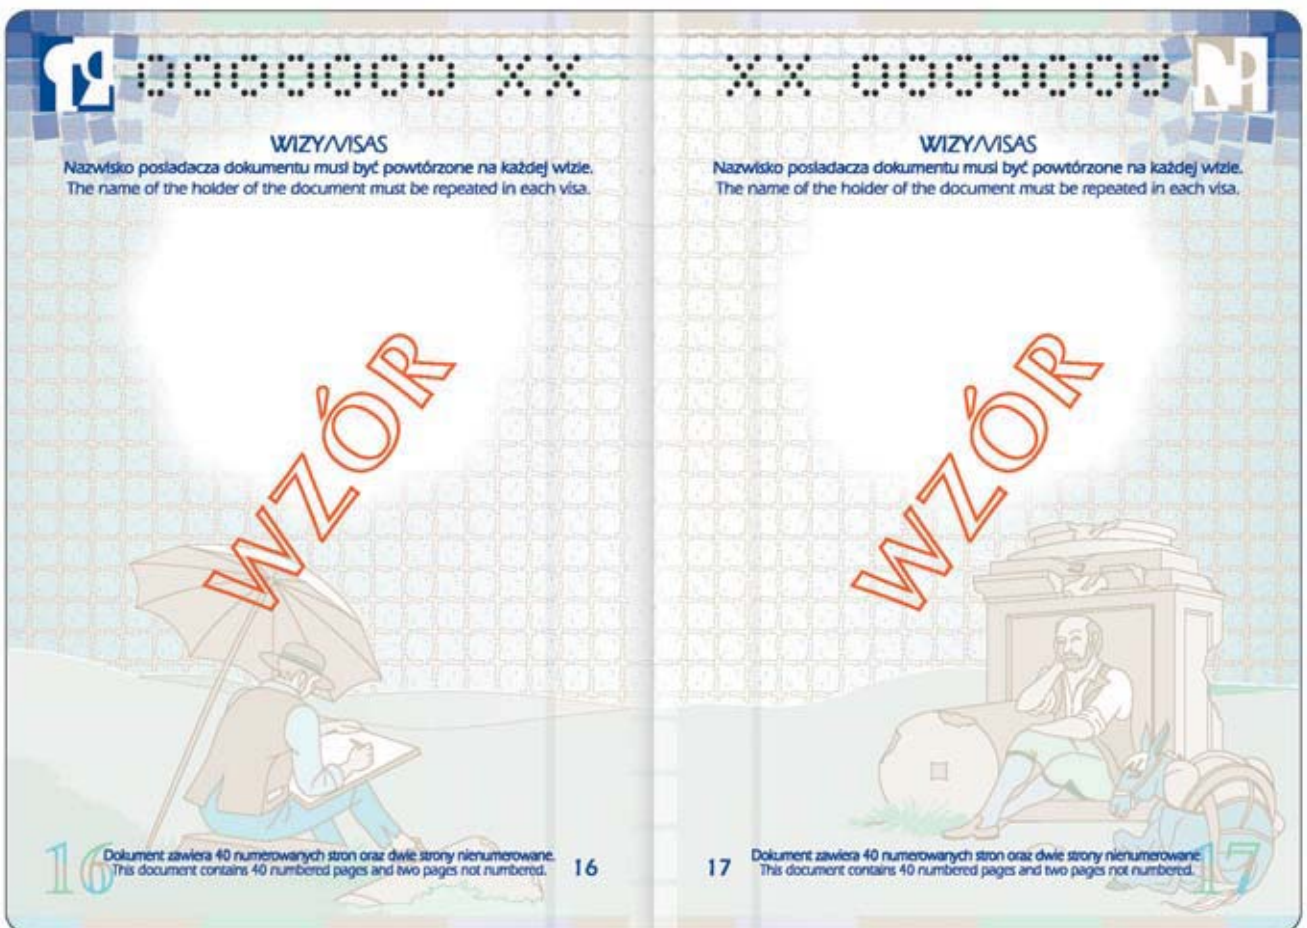 0000000 XX
WIZY/VISAS
Nazwisko posiadacza dokumentu musi być powtórzone na każdej wizie.
The name of the holder of the document must be repeated in each visa.
WZÓR
16
Dokument zawiera 40 numerowanych stron oraz dwie strony nienumerowane.
This document contains 40 numbered pages and two pages not numbered.
16
XX 0000000
WIZY/VISAS
Nazwisko posiadacza dokumentu musi być powtórzone na każdej wizie.
The name of the holder of the document must be repeated in each visa.
WZÓR
17
Dokument zawiera 40 numerowanych stron oraz dwie strony nienumerowane
This document contains 40 numbered pages and two pages not numbered.
17